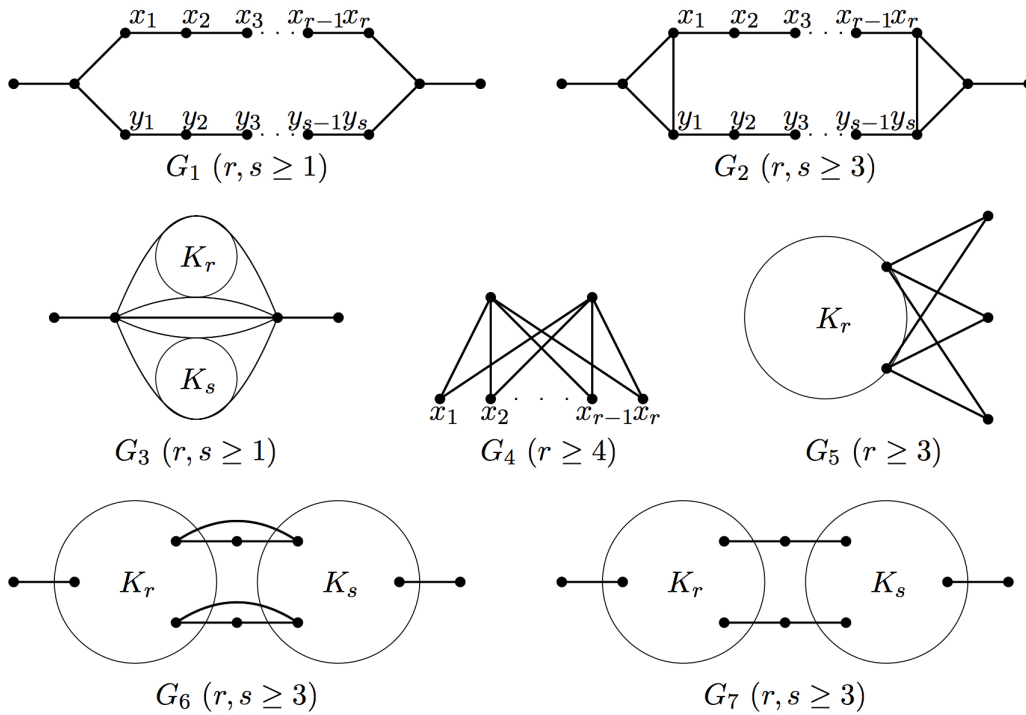 x₁ x₂ x₃ · · · xᵣ₋₁ xᵣ
y₁ y₂ y₃ · · · yₛ₋₁ yₛ
G₁ (r, s ≥ 1)
x₁ x₂ x₃ · · · xᵣ₋₁ xᵣ
y₁ y₂ y₃ · · · yₛ₋₁ yₛ
G₂ (r, s ≥ 3)
Kᵣ
Kₛ
G₃ (r, s ≥ 1)
x₁ x₂ · · · xᵣ₋₁ xᵣ
G₄ (r ≥ 4)
Kᵣ
G₅ (r ≥ 3)
Kᵣ Kₛ
G₆ (r, s ≥ 3)
Kᵣ Kₛ
G₇ (r, s ≥ 3)